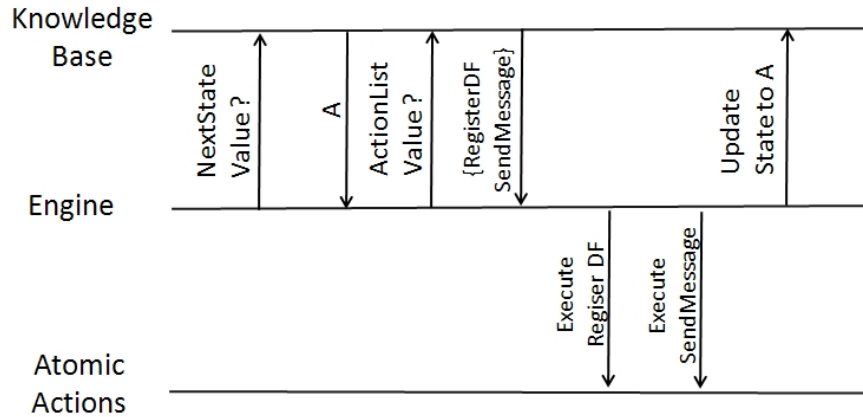 Knowledge
Base
NextState
Value?
A
ActionList
Value?
{RegisterDF
SendMessage}
Update
State to A
Engine
Execute
Regiser DF
Execute
SendMessage
Atomic
Actions